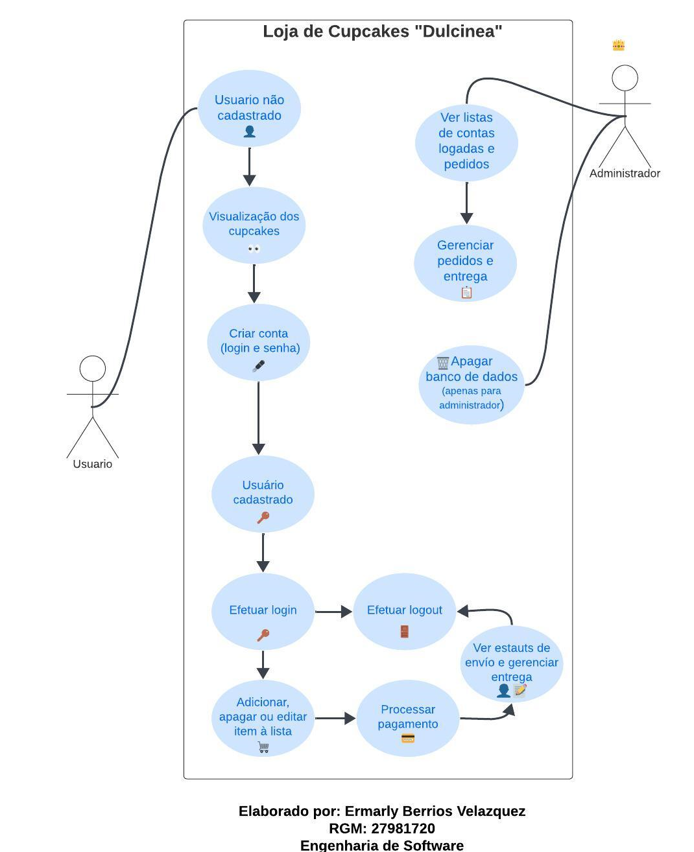 Loja de Cupcakes "Dulcinea"
Usuario não
cadastrado
Visualização dos
cupcakes
Criar conta
(login e senha)
Usuário
cadastrado
Efetuar login
Efetuar logout
Adicionar,
apagar ou editar
item à lista
Processar
pagamento
Ver estauts de
envío e gerenciar
entrega
Ver listas
de contas
logadas e
pedidos
Gerenciar
pedidos e
entrega
Apagar
banco de dados
(apenas para
administrador)
Usuario
Administrador
Elaborado por: Ermarly Berrios Velazquez
RGM: 27981720
Engenharia de Software